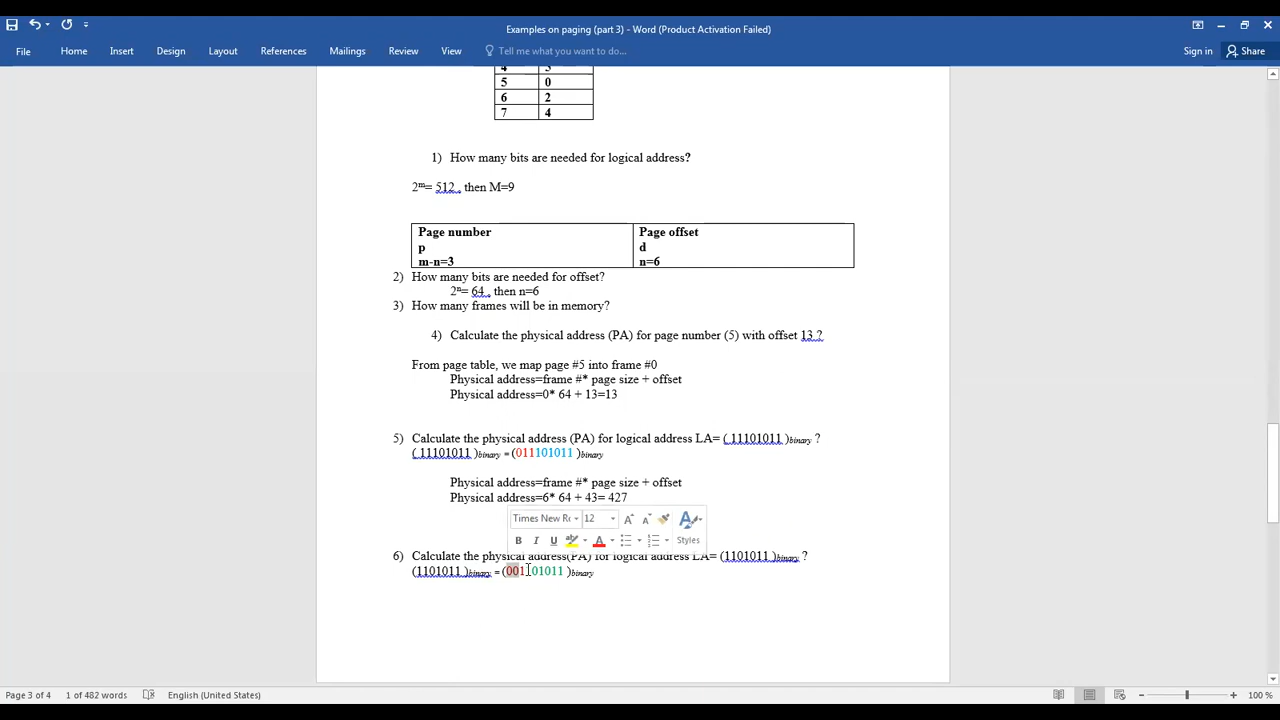 Examples on paging (part 3) - Word (Product Activation Failed)
File Home Insert Design Layout References Mailings Review View Tell me what you want to do... Sign in Share
4 3
5 0
6 2
7 4
1) How many bits are needed for logical address?
2m= 512 , then M=9
Page number Page offset
p d
m-n=3 n=6
2) How many bits are needed for offset?
2n= 64 , then n=6
3) How many frames will be in memory?
4) Calculate the physical address (PA) for page number (5) with offset 13 ?
From page table, we map page #5 into frame #0
Physical address=frame #* page size + offset
Physical address=0* 64 + 13=13
5) Calculate the physical address (PA) for logical address LA= ( 11101011 )binary ?
( 11101011 )binary = (011101011 )binary
Physical address=frame #* page size + offset
Physical address=6* 64 + 43= 427
Times New Ro 12
B I U A Styles
6) Calculate the physical address(PA) for logical address LA= (1101011 )binary ?
(1101011 )binary = (001 01011 )binary
Page 3 of 4 1 of 482 words English (United States) 100 %